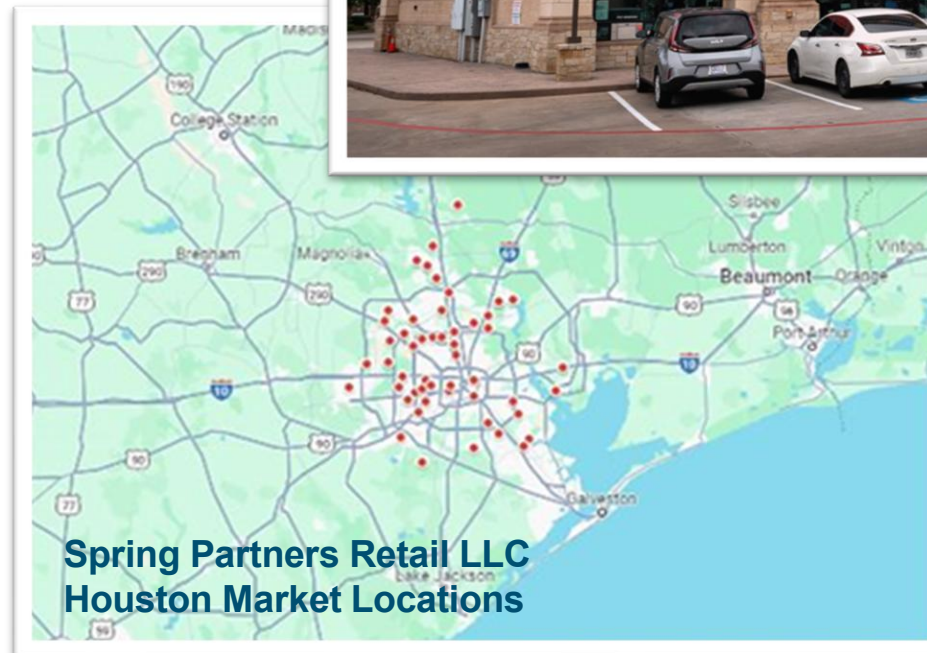 College Station
190
Silsbee
Lumberton
Vinton
Brenham
Magnolia
69
Beaumont
Orange
290
77
290
90
96
Port Arthur
90
10
10
90
90
77
Galveston
Spring Partners Retail LLC
Lake Jackson
Houston Market Locations
59